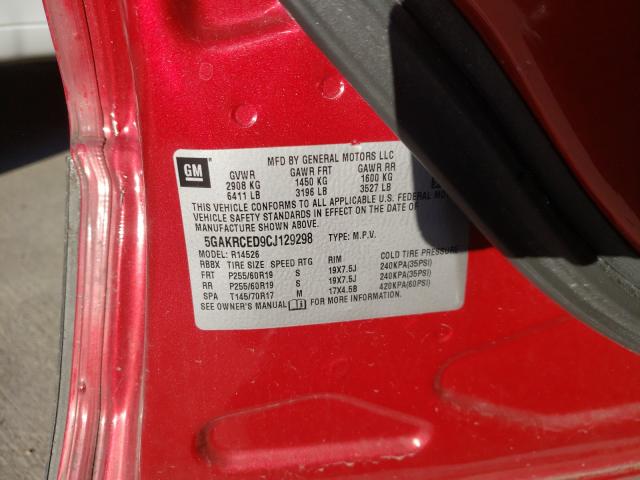 GM
MFD BY GENERAL MOTORS LLC
GVWR GAWR FRT GAWR RR
2908 KG 1450 KG 1600 KG
6411 LB 3196 LB 3527 LB
THIS VEHICLE CONFORMS TO ALL APPLICABLE U.S. FEDERAL
VEHICLE SAFETY STANDARDS IN EFFECT ON THE DATE OF
MANUFACTURE SHOWN ABOVE.
5GAKRCED9CJ129298 TYPE: M.P.V.
MODEL: R14526
RBBX TIRE SIZE SPEED RTG RIM COLD TIRE PRESSURE
FRT P255/60R19 S 19X7.5J 240KPA(35PSI)
RR P255/60R19 S 19X7.5J 240KPA(35PSI)
SPA T145/70R17 M 17X4.5B 420KPA(60PSI)
SEE OWNER'S MANUAL FOR MORE INFORMATION.